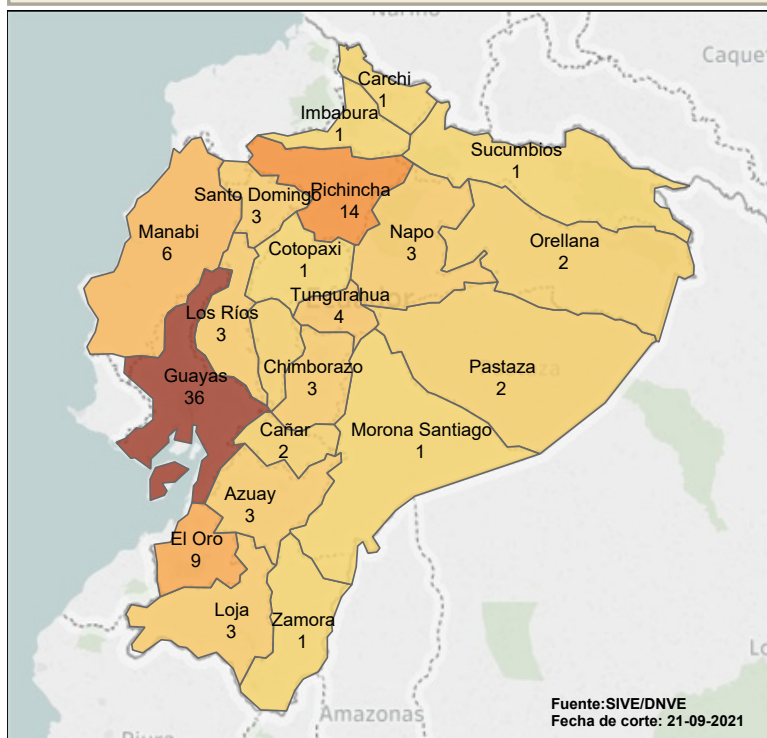 Caquet
Carchi
1
Imbabura
1
Sucumbios
1
Santo Domingo
3
Pichincha
14
Manabi
6
Napo
3
Orellana
2
Cotopaxi
1
Tungurahua
4
Los Ríos
3
Guayas
36
Chimborazo
3
Pastaza
2
Cañar
2
Morona Santiago
1
Azuay
3
El Oro
9
Loja
3
Zamora
1
Amazonas
Fuente:SIVE/DNVE
Fecha de corte: 21-09-2021